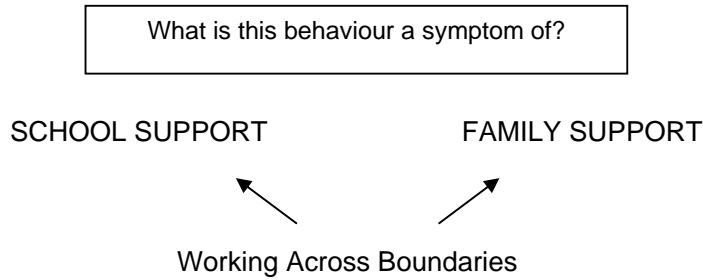 What is this behaviour a symptom of?
SCHOOL SUPPORT
FAMILY SUPPORT
Working Across Boundaries